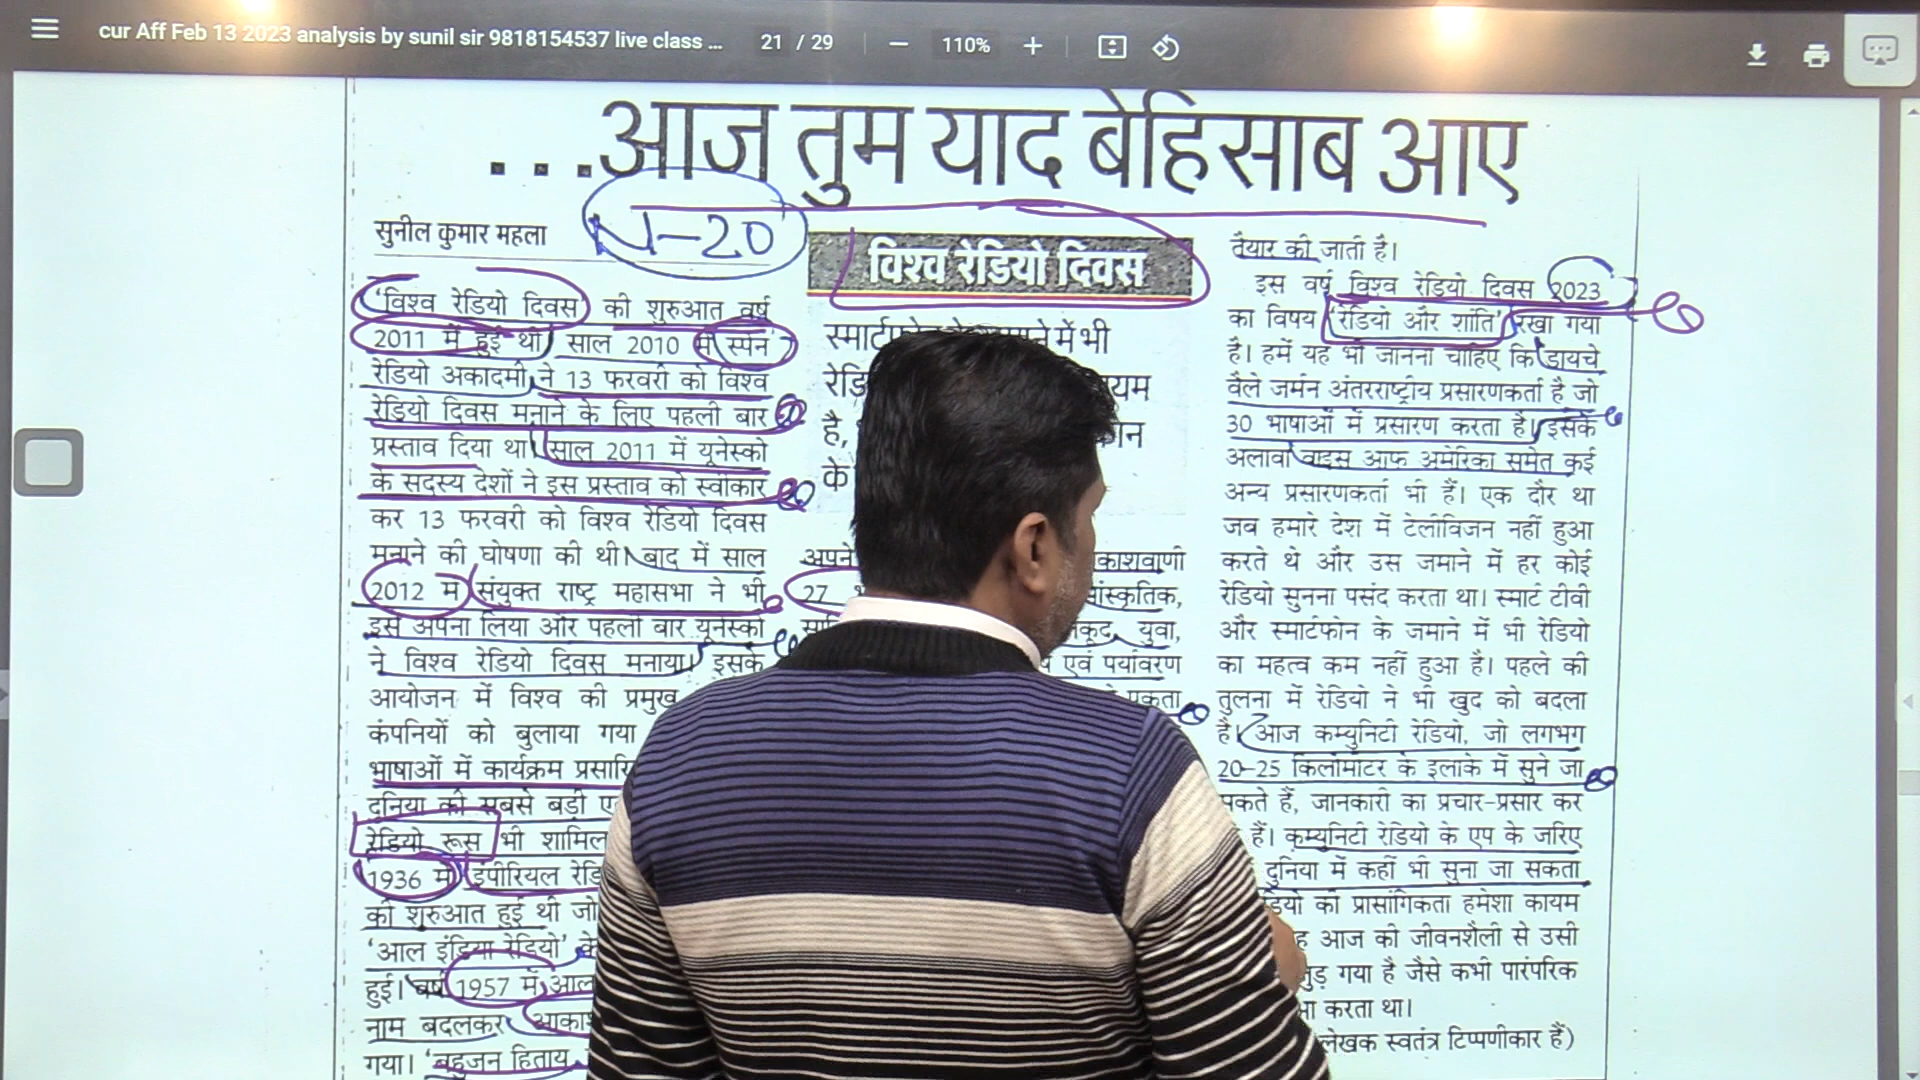 cur Aff Feb 13 2023 analysis by sunil sir 9818154537 live class ...
21 / 29
110%
...आज तुम याद बेहिसाब आए
सुनील कुमार महला
N-20
विश्व रेडियो दिवस
'विश्व रेडियो दिवस' की शुरुआत वर्ष
2011 में हुई थी। साल 2010 में स्पेन
रेडियो अकादमी ने 13 फरवरी को विश्व
रेडियो दिवस मनाने के लिए पहली बार
प्रस्ताव दिया था। साल 2011 में यूनेस्को
के सदस्य देशों ने इस प्रस्ताव को स्वीकार
कर 13 फरवरी को विश्व रेडियो दिवस
मनाने की घोषणा की थी। बाद में साल
2012 में संयुक्त राष्ट्र महासभा ने भी
इसे अपना लिया और पहली बार यूनेस्को
ने विश्व रेडियो दिवस मनाया। इसके
आयोजन में विश्व की प्रमुख
कंपनियों को बुलाया गया
भाषाओं में कार्यक्रम
दुनिया की सबसे बड़ी
रेडियो रूस भी शामिल
1936 में इंपीरियल
की शुरुआत हुई थी जो
'आल इंडिया रेडियो'
हुई। वर्ष 1957 में आल
नाम बदलकर
गया। 'बहुजन हिताय
में भी
है,
के
अपने
27
सांस्कृतिक,
युवा,
एवं पर्यावरण
एकता
तैयार की जाती है।
इस वर्ष विश्व रेडियो दिवस 2023
का विषय 'रेडियो और शांति' रखा गया
है। हमें यह भी जानना चाहिए कि डायचे
वैले जर्मन अंतरराष्ट्रीय प्रसारणकर्ता है जो
30 भाषाओं में प्रसारण करता है। इसके
अलावा वाइस आफ अमेरिका समेत कई
अन्य प्रसारणकर्ता भी हैं। एक दौर था
जब हमारे देश में टेलीविजन नहीं हुआ
करते थे और उस जमाने में हर कोई
रेडियो सुनना पसंद करता था। स्मार्ट टीवी
और स्मार्टफोन के जमाने में भी रेडियो
का महत्व कम नहीं हुआ है। पहले की
तुलना में रेडियो ने भी खुद को बदला
है। आज कम्युनिटी रेडियो, जो लगभग
20-25 किलोमीटर के इलाके में सुने जा
सकते हैं, जानकारी का प्रचार-प्रसार कर
हैं। कम्युनिटी रेडियो के एप के जरिए
दुनिया में कहीं भी सुना जा सकता
की प्रासंगिकता हमेशा कायम
आज की जीवनशैली से उसी
गया है जैसे कभी पारंपरिक
करता था।
लेखक स्वतंत्र टिप्पणीकार हैं)